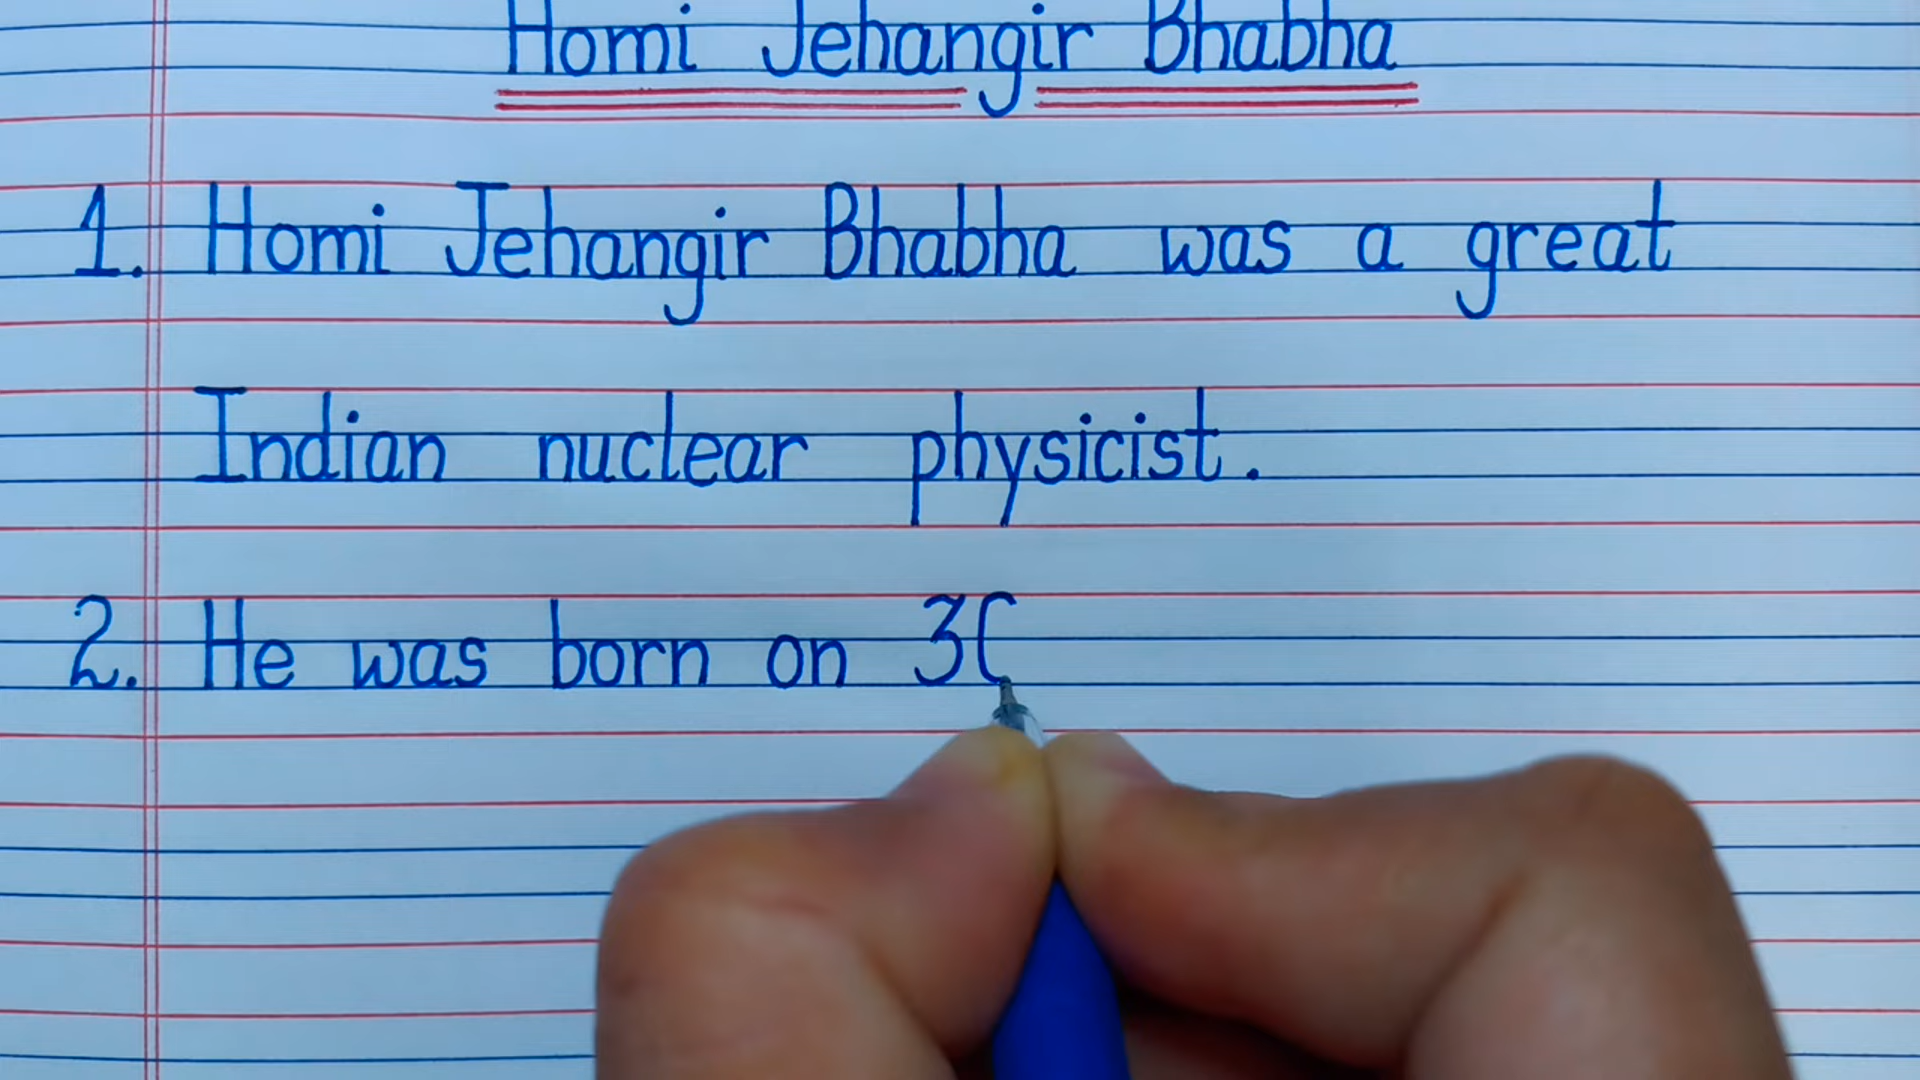 Homi Jehangir Bhabha
1. Homi Jehangir Bhabha was a great
Indian nuclear physicist.
2. He was born on 3